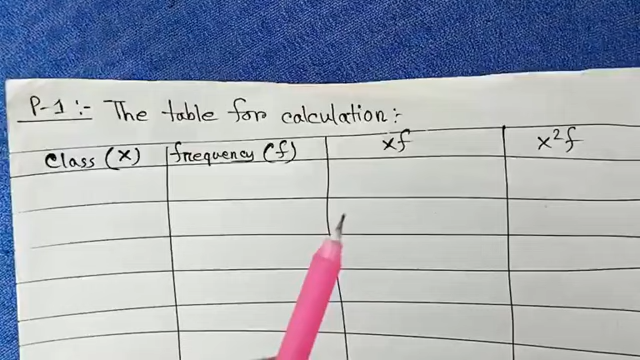 P-1 :- The table for calculation :-
Class (x) frequency (f) xf x²f